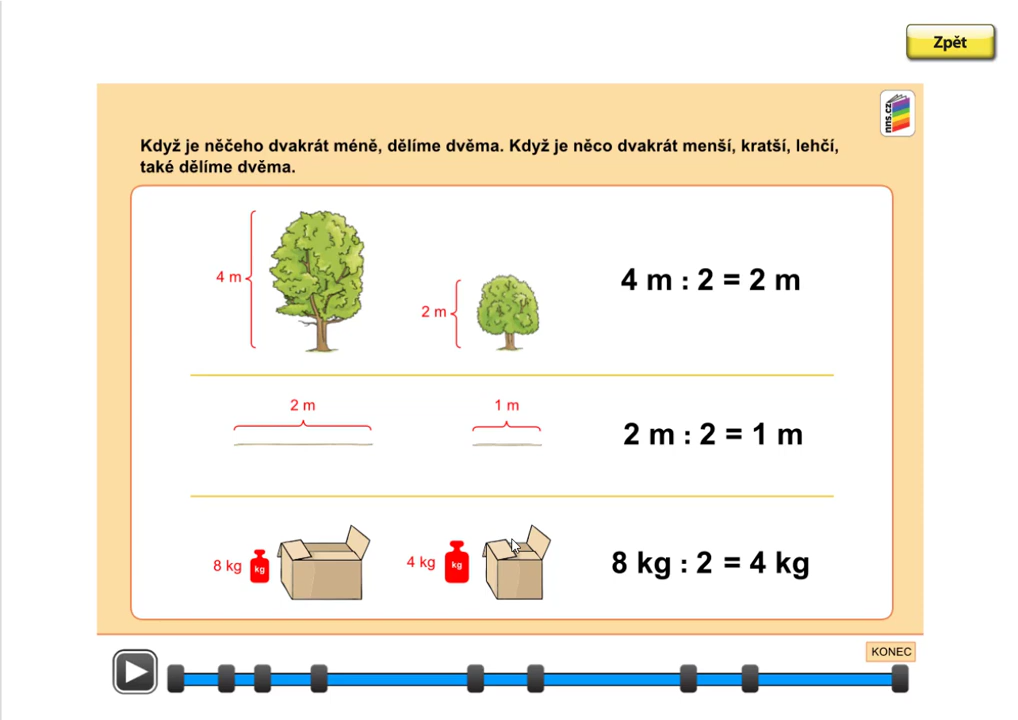 Zpět
nns.cz
Když je něčeho dvakrát méně, dělíme dvěma. Když je něco dvakrát menší, kratší, lehčí,
také dělíme dvěma.
4 m
2 m
4 m : 2 = 2 m
2 m
1 m
2 m : 2 = 1 m
8 kg
kg
4 kg
kg
8 kg : 2 = 4 kg
KONEC